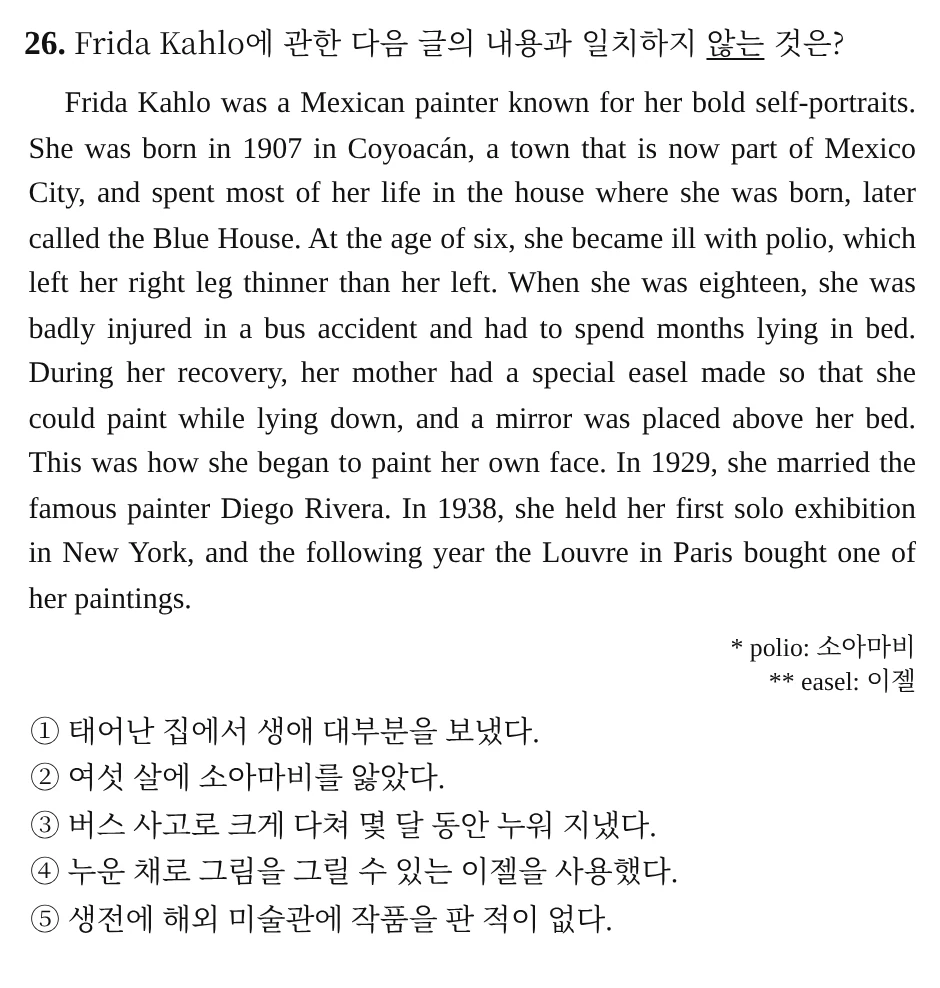 26. Frida Kahlo에 관한 다음 글의 내용과 일치하지 않는 것은?
Frida Kahlo was a Mexican painter known for her bold self-portraits.
She was born in 1907 in Coyoacán, a town that is now part of Mexico
City, and spent most of her life in the house where she was born, later
called the Blue House. At the age of six, she became ill with polio, which
left her right leg thinner than her left. When she was eighteen, she was
badly injured in a bus accident and had to spend months lying in bed.
During her recovery, her mother had a special easel made so that she
could paint while lying down, and a mirror was placed above her bed.
This was how she began to paint her own face. In 1929, she married the
famous painter Diego Rivera. In 1938, she held her first solo exhibition
in New York, and the following year the Louvre in Paris bought one of
her paintings.
* polio: 소아마비
** easel: 이젤
① 태어난 집에서 생애 대부분을 보냈다.
② 여섯 살에 소아마비를 앓았다.
③ 버스 사고로 크게 다쳐 몇 달 동안 누워 지냈다.
④ 누운 채로 그림을 그릴 수 있는 이젤을 사용했다.
⑤ 생전에 해외 미술관에 작품을 판 적이 없다.